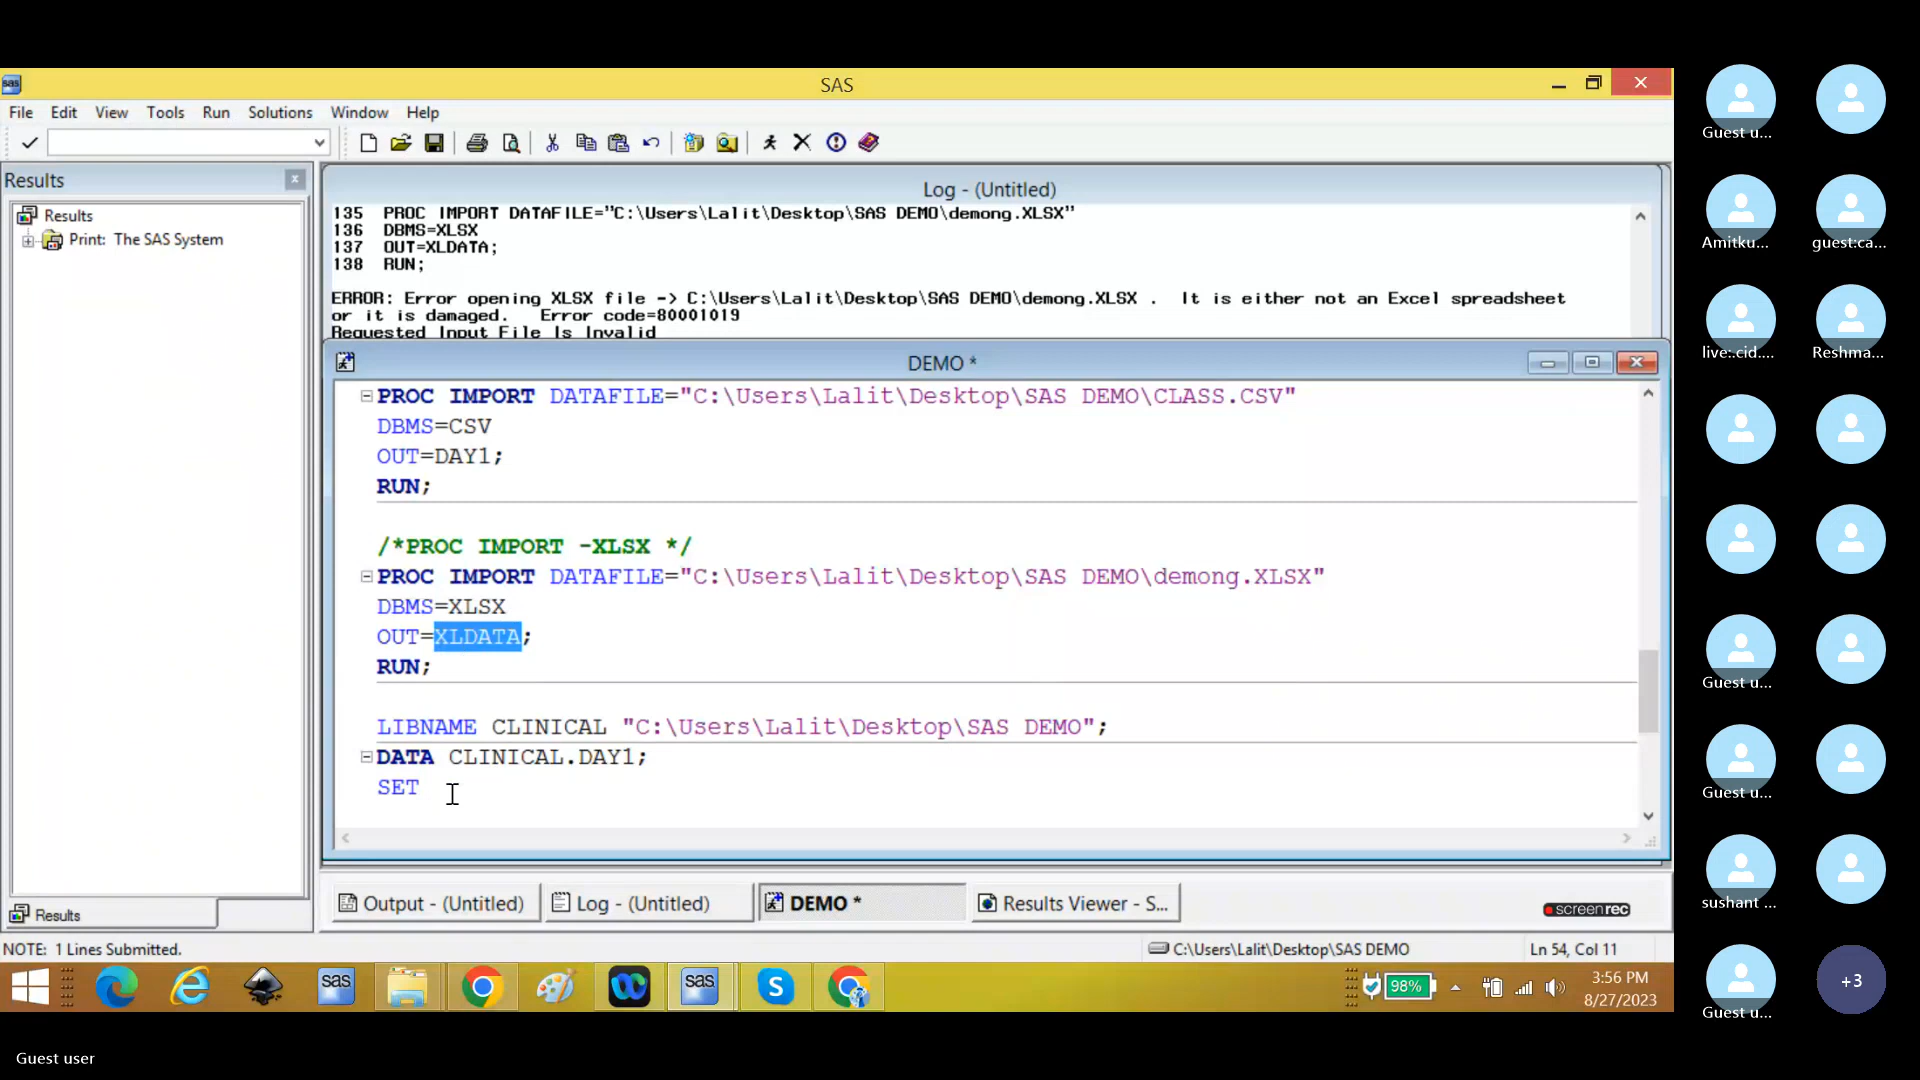 SAS
File Edit View Tools Run Solutions Window Help
Results
Results
Print: The SAS System
Results
Log - (Untitled)
135 PROC IMPORT DATAFILE="C:\Users\Lalit\Desktop\SAS DEMO\demong.XLSX"
136 DBMS=XLSX
137 OUT=XLDATA;
138 RUN;
ERROR: Error opening XLSX file -> C:\Users\Lalit\Desktop\SAS DEMO\demong.XLSX . It is either not an Excel spreadsheet
or it is damaged. Error code=80001019
Requested Input File Is Invalid
DEMO *
PROC IMPORT DATAFILE="C:\Users\Lalit\Desktop\SAS DEMO\CLASS.CSV"
DBMS=CSV
OUT=DAY1;
RUN;
/*PROC IMPORT -XLSX */
PROC IMPORT DATAFILE="C:\Users\Lalit\Desktop\SAS DEMO\demong.XLSX"
DBMS=XLSX
OUT=XLDATA;
RUN;
LIBNAME CLINICAL "C:\Users\Lalit\Desktop\SAS DEMO";
DATA CLINICAL.DAY1;
SET
Output - (Untitled) Log - (Untitled) DEMO * Results Viewer - S...
screenrec
NOTE: 1 Lines Submitted.
C:\Users\Lalit\Desktop\SAS DEMO
Ln 54, Col 11
sas sas
98%
3:56 PM
8/27/2023
Guest u...
Amitku... guest:ca...
live:.cid.... Reshma...
Guest u...
Guest u...
sushant ...
Guest u...
+3
Guest user